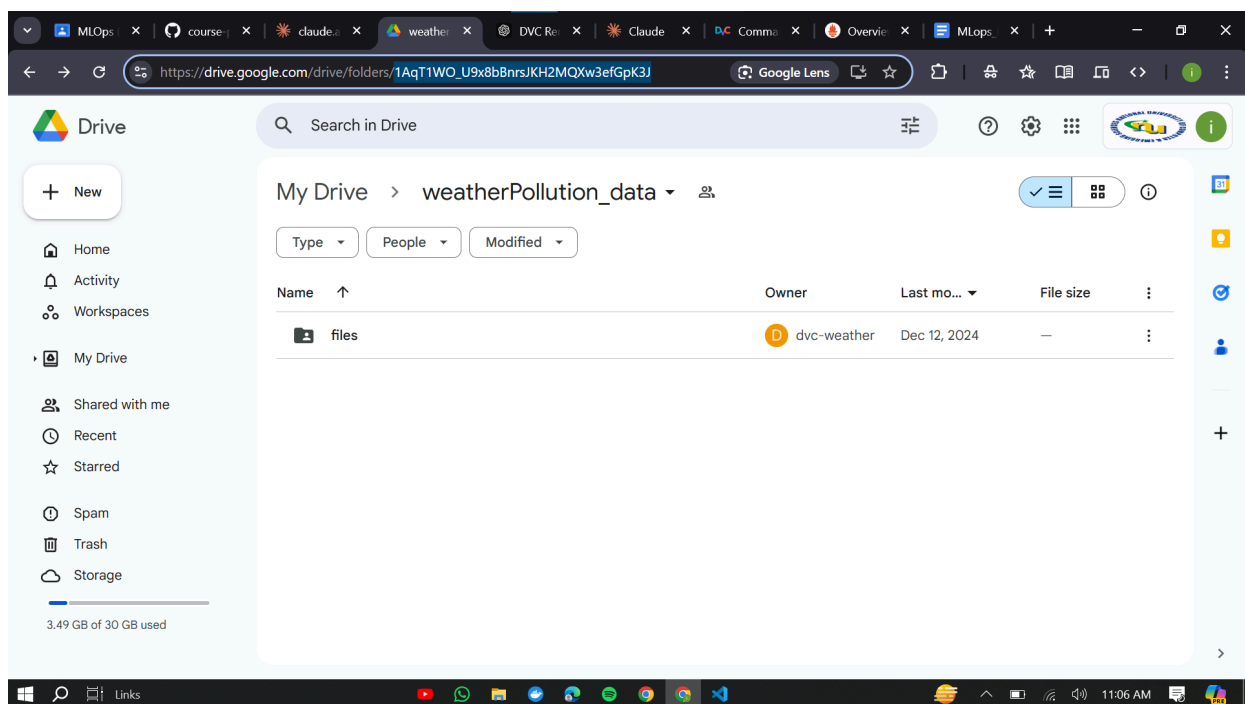 MLOps
course-
claude.a
weather
DVC Re
Claude
Comma
Overvie
MLops_
https://drive.google.com/drive/folders/1AqT1WO_U9x8bBnrsJKH2MQXw3efGpK3J
Google Lens
i
Drive
Search in Drive
i
New
My Drive > weatherPollution_data
31
Type
People
Modified
Home
Activity
Workspaces
Name
Owner
Last mo...
File size
files
D dvc-weather
Dec 12, 2024
—
My Drive
Shared with me
Recent
Starred
Spam
Trash
Storage
3.49 GB of 30 GB used
Links
11:06 AM
PRE